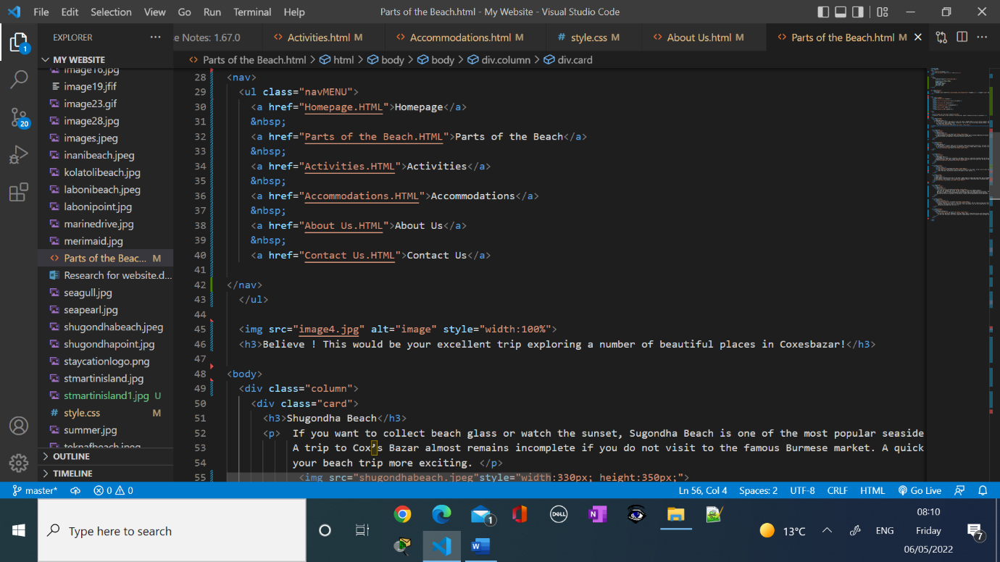 File Edit Selection View Go Run Terminal Help
Parts of the Beach.html - My Website - Visual Studio Code
EXPLORER
e Notes: 1.67.0
Activities.html M
Accommodations.html M
# style.css M
About Us.html M
Parts of the Beach.html M
Parts of the Beach.html > html > body > body > div.column > div.card
1
20
MY WEBSITE
image16.jpg
image19.jfif
image23.gif
image28.jpg
images.jpeg
inanibeach.jpeg
kolatolibeach.jpg
labonibeach.jpeg
labonipoint.jpg
marinedrive.jpg
merimaid.jpg
Parts of the Beac... M
Research for website.d...
seagull.jpg
seapearl.jpg
shugondhabeach.jpeg
shugondhapoint.jpg
staycationlogo.png
stmartinisland.jpg
stmartinisland1.jpg U
# style.css M
summer.jpg
teknafbeach.jpeg
OUTLINE
TIMELINE
28 <nav>
29 <ul class="navMENU">
30 <a href="Homepage.HTML">Homepage</a>
31 &nbsp;
32 <a href="Parts of the Beach.HTML">Parts of the Beach</a>
33 &nbsp;
34 <a href="Activities.HTML">Activities</a>
35 &nbsp;
36 <a href="Accommodations.HTML">Accommodations</a>
37 &nbsp;
38 <a href="About Us.HTML">About Us</a>
39 &nbsp;
40 <a href="Contact Us.HTML">Contact Us</a>
41
42 </nav>
43 </ul>
44
45 <img src="image4.jpg" alt="image" style="width:100%">
46 <h3>Believe ! This would be your excellent trip exploring a number of beautiful places in Coxesbazar!</h3>
47
48 <body>
49 <div class="column">
50 <div class="card">
51 <h3>Shugondha Beach</h3>
52 <p> If you want to collect beach glass or watch the sunset, Sugondha Beach is one of the most popular seaside
53 A trip to Cox’s Bazar almost remains incomplete if you do not visit to the famous Burmese market. A quick
54 your beach trip more exciting. </p>
55 <img src="shugondhabeach.jpeg"style="width:330px; height:350px;">
master* 0 0
Ln 56, Col 4 Spaces: 2 UTF-8 CRLF HTML Go Live
Type here to search
1
DELL
N
W
13°C
ENG
08:10
Friday
06/05/2022
7